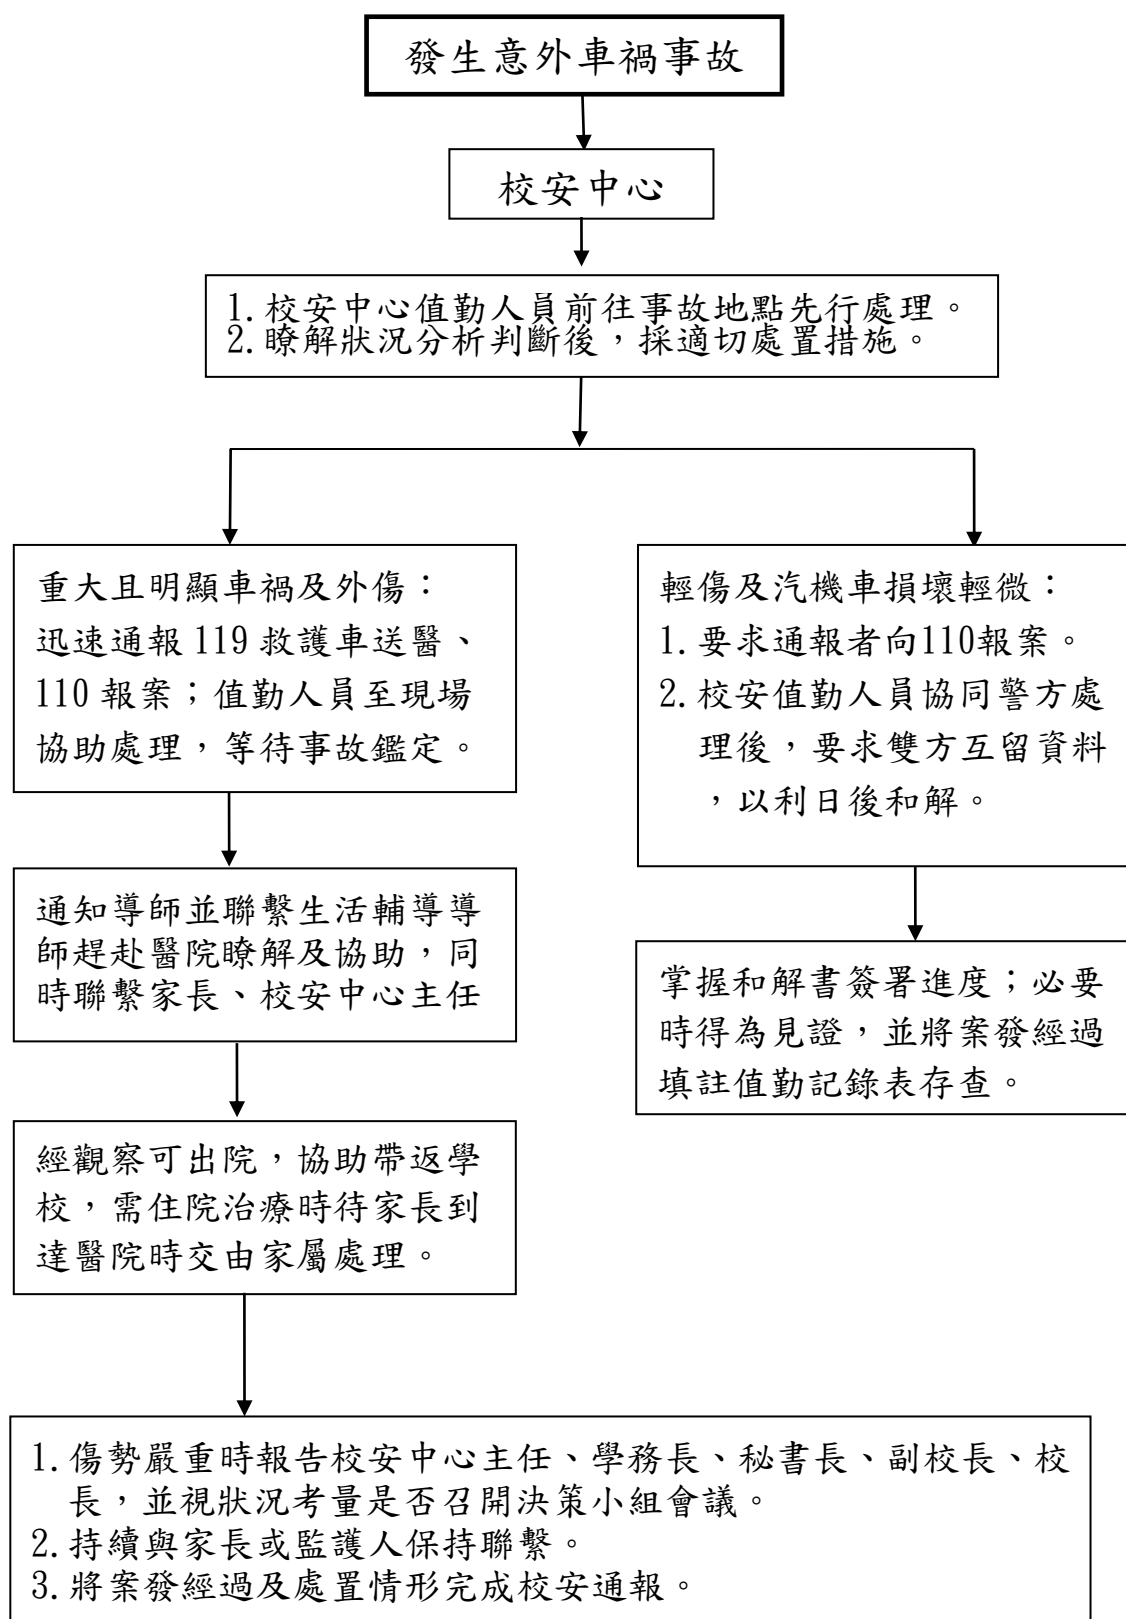 發生意外車禍事故
校安中心
1.校安中心值勤人員前往事故地點先行處理。
2.瞭解狀況分析判斷後，採適切處置措施。
重大且明顯車禍及外傷：
迅速通報 119 救護車送醫、
110 報案；值勤人員至現場
協助處理，等待事故鑑定。
通知導師並聯繫生活輔導導
師趕赴醫院瞭解及協助，同
時聯繫家長、校安中心主任
經觀察可出院，協助帶返學
校，需住院治療時待家長到
達醫院時交由家屬處理。
輕傷及汽機車損壞輕微：
1.要求通報者向110報案。
2.校安值勤人員協同警方處
理後，要求雙方互留資料
，以利日後和解。
掌握和解書簽署進度；必要
時得為見證，並將案發經過
填註值勤記錄表存查。
1.傷勢嚴重時報告校安中心主任、學務長、秘書長、副校長、校
長，並視狀況考量是否召開決策小組會議。
2.持續與家長或監護人保持聯繫。
3.將案發經過及處置情形完成校安通報。